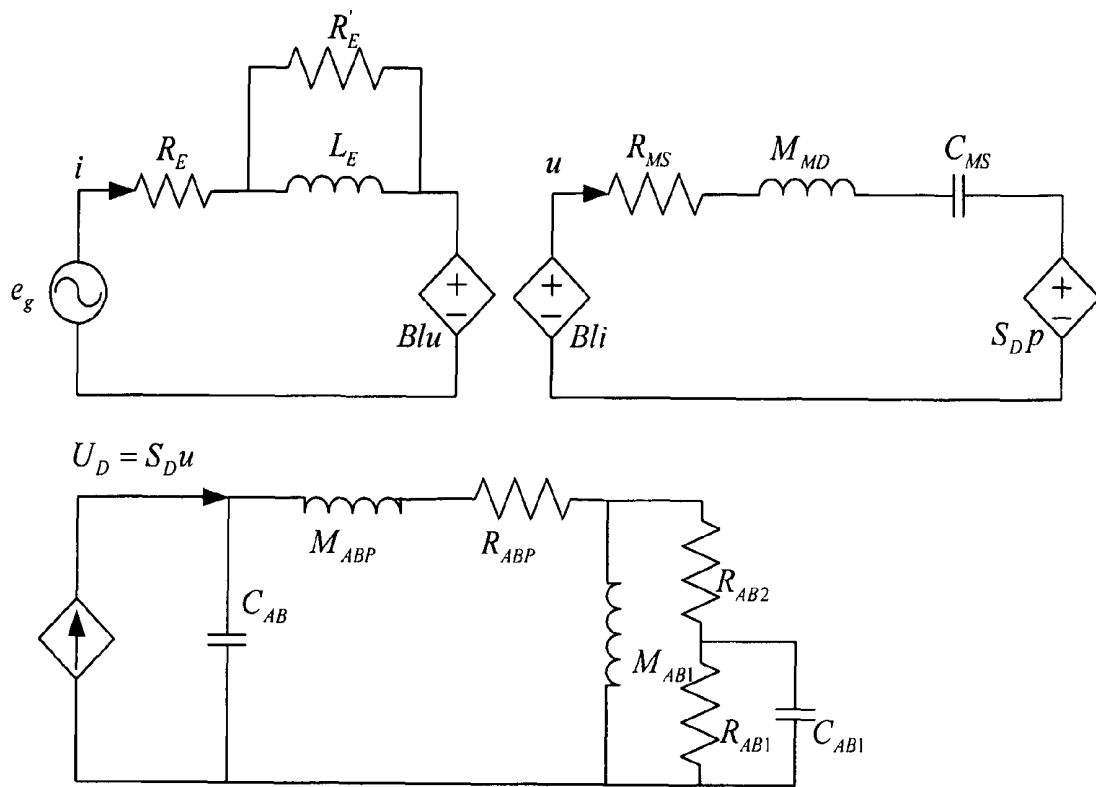 R'_E
L_E
i
R_E
e_g
+
−
Blu
u
R_MS
M_MD
C_MS
+
−
Bli
+
−
S_D p
U_D = S_D u
M_ABP
R_ABP
C_AB
M_AB1
R_AB2
R_AB1
C_AB1